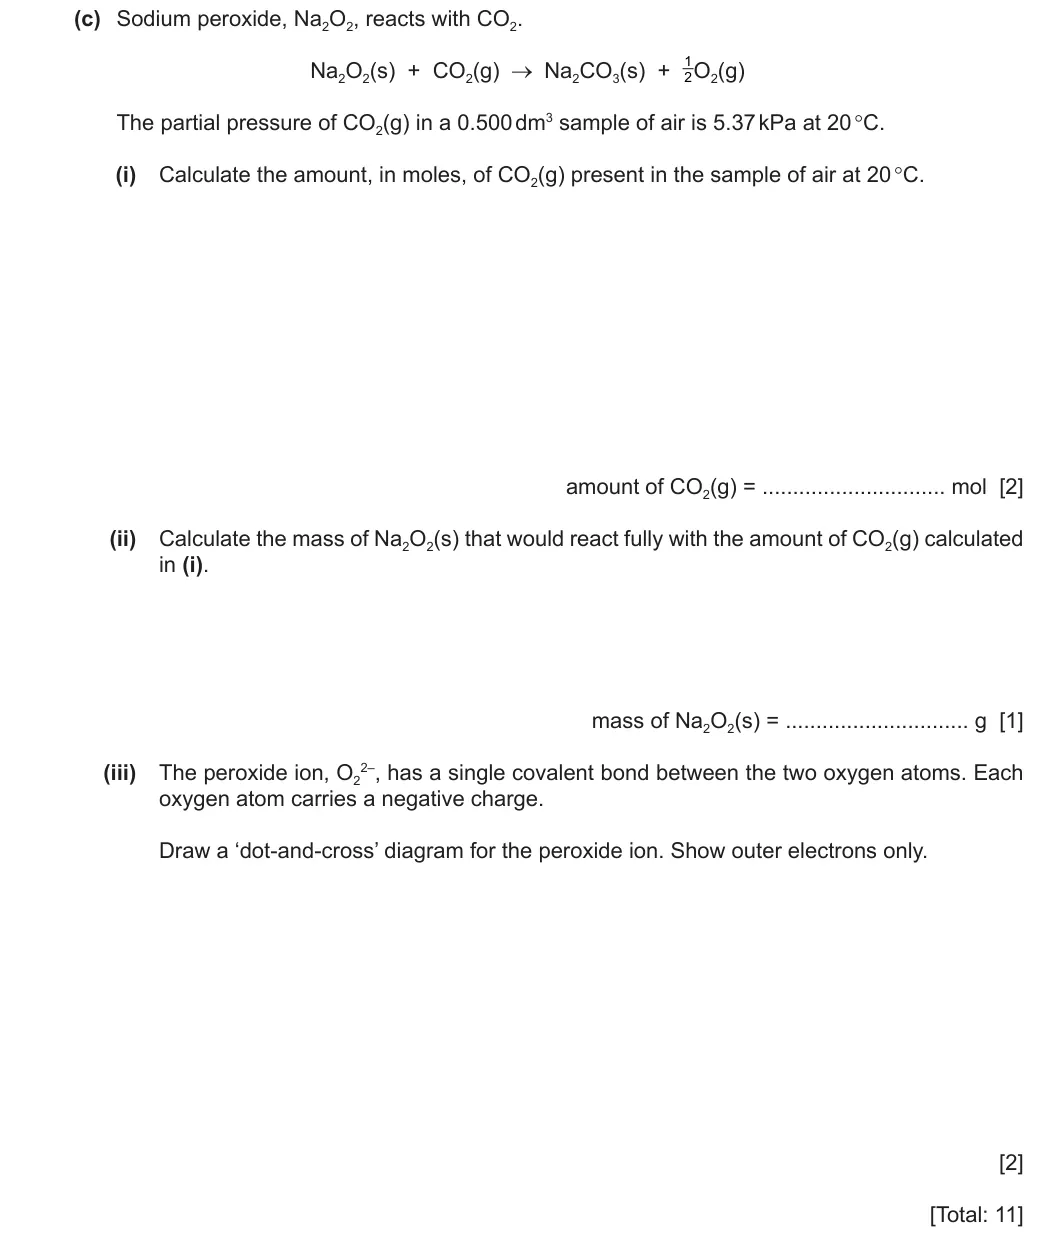 (c) Sodium peroxide, Na₂O₂, reacts with CO₂.
Na₂O₂(s) + CO₂(g) → Na₂CO₃(s) + ½O₂(g)
The partial pressure of CO₂(g) in a 0.500 dm³ sample of air is 5.37 kPa at 20 °C.
(i) Calculate the amount, in moles, of CO₂(g) present in the sample of air at 20 °C.
amount of CO₂(g) = .............................. mol [2]
(ii) Calculate the mass of Na₂O₂(s) that would react fully with the amount of CO₂(g) calculated
in (i).
mass of Na₂O₂(s) = .............................. g [1]
(iii) The peroxide ion, O₂²⁻, has a single covalent bond between the two oxygen atoms. Each
oxygen atom carries a negative charge.
Draw a ‘dot-and-cross’ diagram for the peroxide ion. Show outer electrons only.
[2]
[Total: 11]